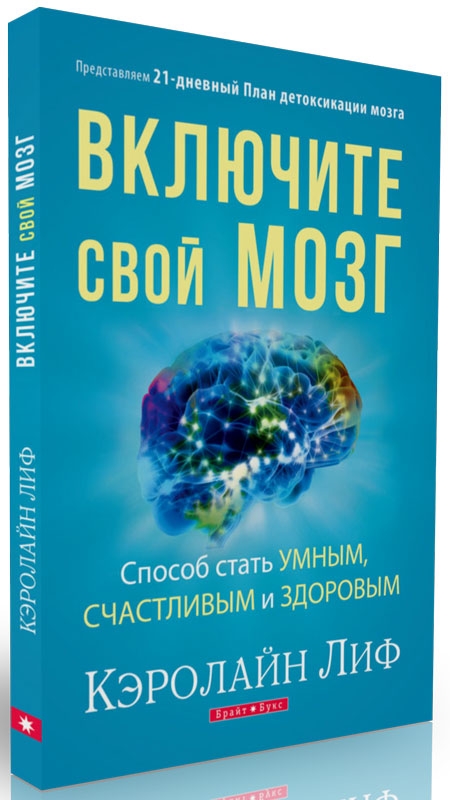 Представляем 21-дневный План детоксикации мозга
ВКЛЮЧИТЕ
СВОЙ МОЗГ
Способ стать УМНЫМ,
СЧАСТЛИВЫМ и ЗДОРОВЫМ
КЭРОЛАЙН ЛИФ
Брайт Букс
ВКЛЮЧИТЕ СВОЙ МОЗГ
КЭРОЛАЙН ЛИФ